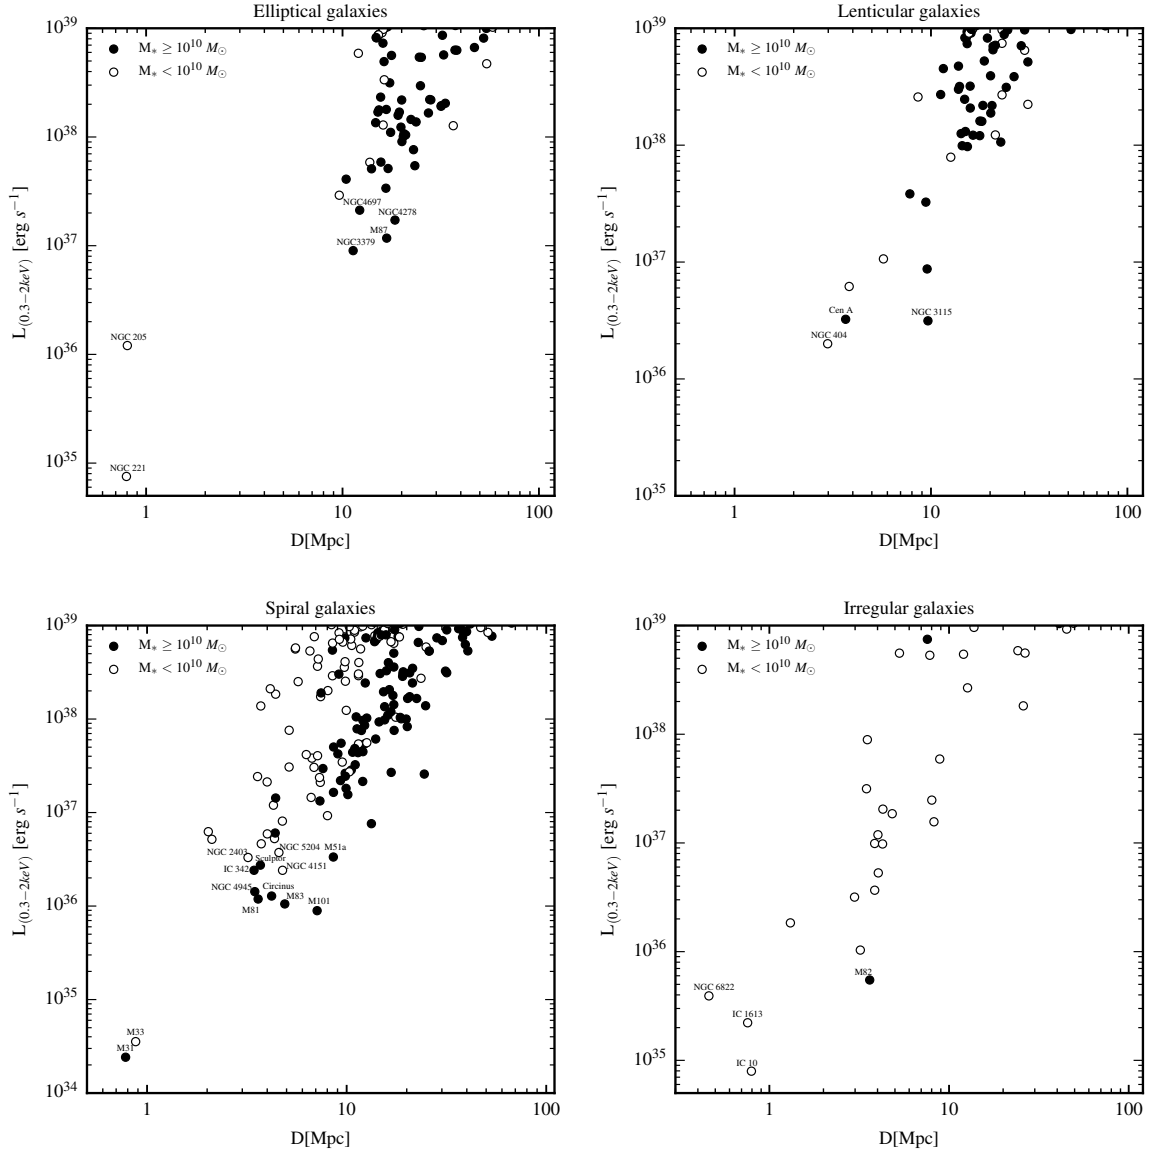 Elliptical galaxies
M∗ ≥ 10^10 M⊙
M∗ < 10^10 M⊙
10^39
10^38
10^37
10^36
10^35
L(0.3−2keV) [erg s^−1]
NGC4697
NGC4278
M87
NGC3379
NGC 205
NGC 221
1
10
100
D[Mpc]
Lenticular galaxies
M∗ ≥ 10^10 M⊙
M∗ < 10^10 M⊙
10^39
10^38
10^37
10^36
10^35
L(0.3−2keV) [erg s^−1]
Cen A
NGC 3115
NGC 404
1
10
100
D[Mpc]
Spiral galaxies
M∗ ≥ 10^10 M⊙
M∗ < 10^10 M⊙
10^39
10^38
10^37
10^36
10^35
10^34
L(0.3−2keV) [erg s^−1]
NGC 5204
M51a
NGC 2403
Sculptor
IC 342
NGC 4151
NGC 4945
Circinus
M83
M81
M101
M33
M31
1
10
100
D[Mpc]
Irregular galaxies
M∗ ≥ 10^10 M⊙
M∗ < 10^10 M⊙
10^39
10^38
10^37
10^36
10^35
L(0.3−2keV) [erg s^−1]
M82
NGC 6822
IC 1613
IC 10
1
10
100
D[Mpc]